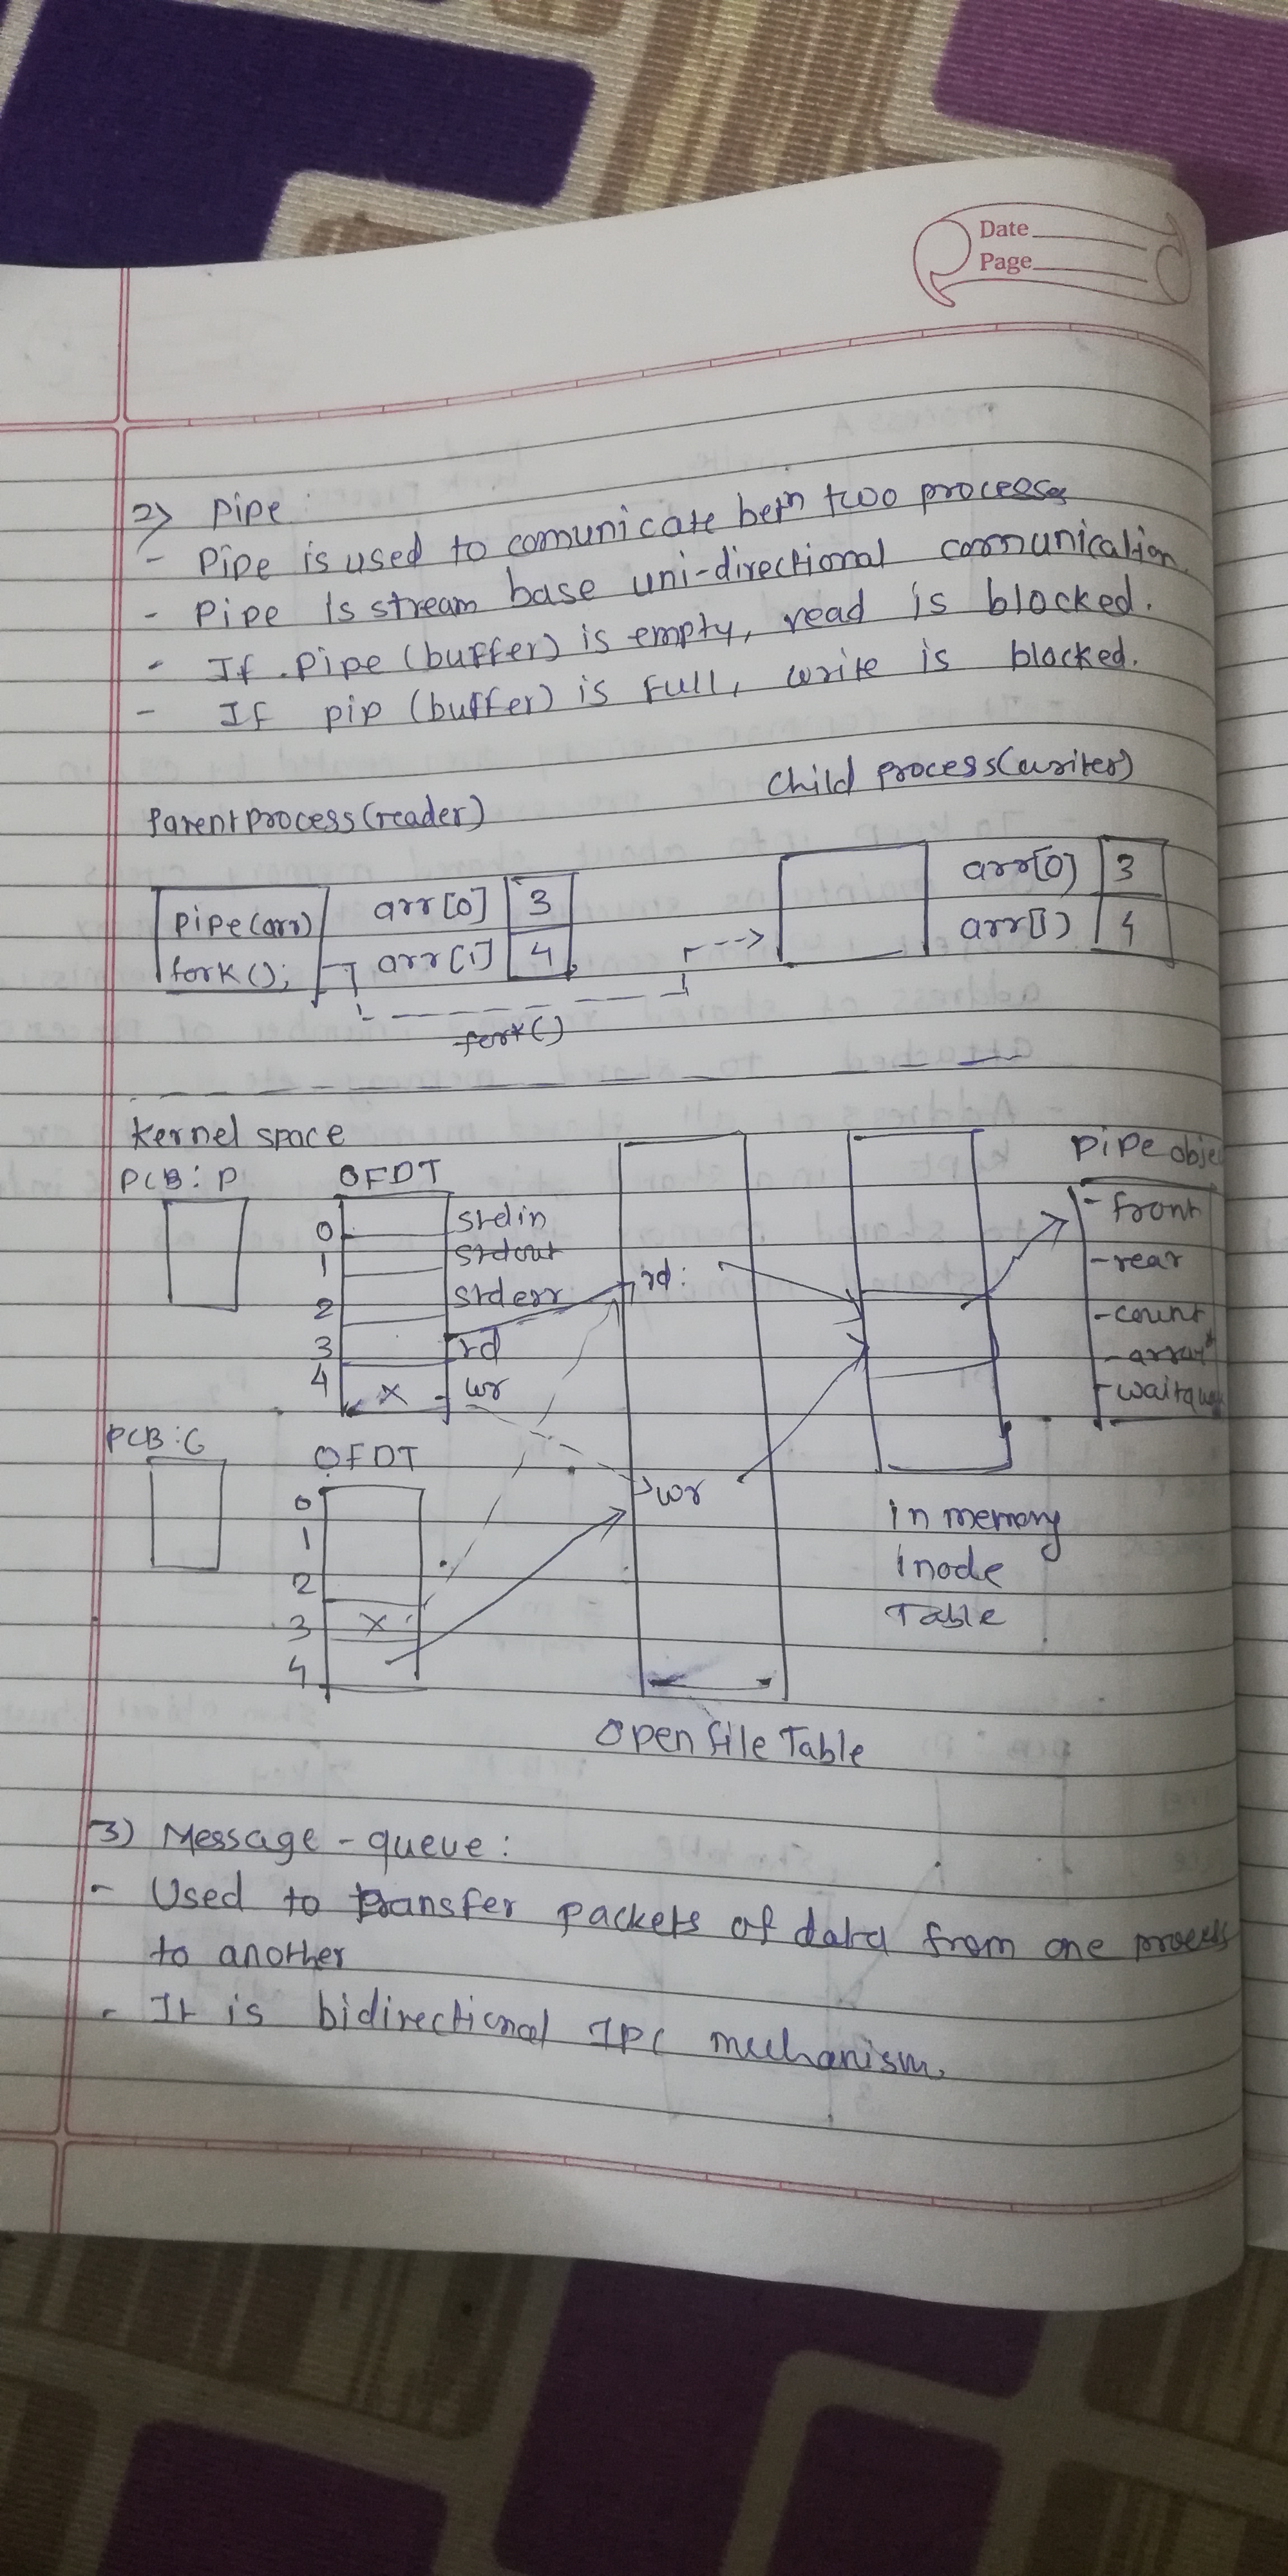 Date
Page
2> Pipe :
- Pipe is used to comunicate betn two processes
- Pipe is stream base uni-directional comunication.
- If pipe (buffer) is empty, read is blocked.
- If pip (buffer) is full, write is blocked.
Parent process(reader)
Child process(writer)
pipe(arr) arr[0] 3
fork(); arr[1] 4
arr[0] 3
arr[1] 4
fork()
Kernel space
PCB: P
OFDT
0 stdin
1 stdout
2 stderr
3 rd
4 x wr
rd:
wr
Pipe obje
- front
- rear
- count
- array
PCB: C
OFDT
0
1
2
3 x
4
in memory
inode
Table
Open file Table
3) Message - queue :
- Used to transfer packets of data from one process
to another
- It is bidirectional IPC mechanism.